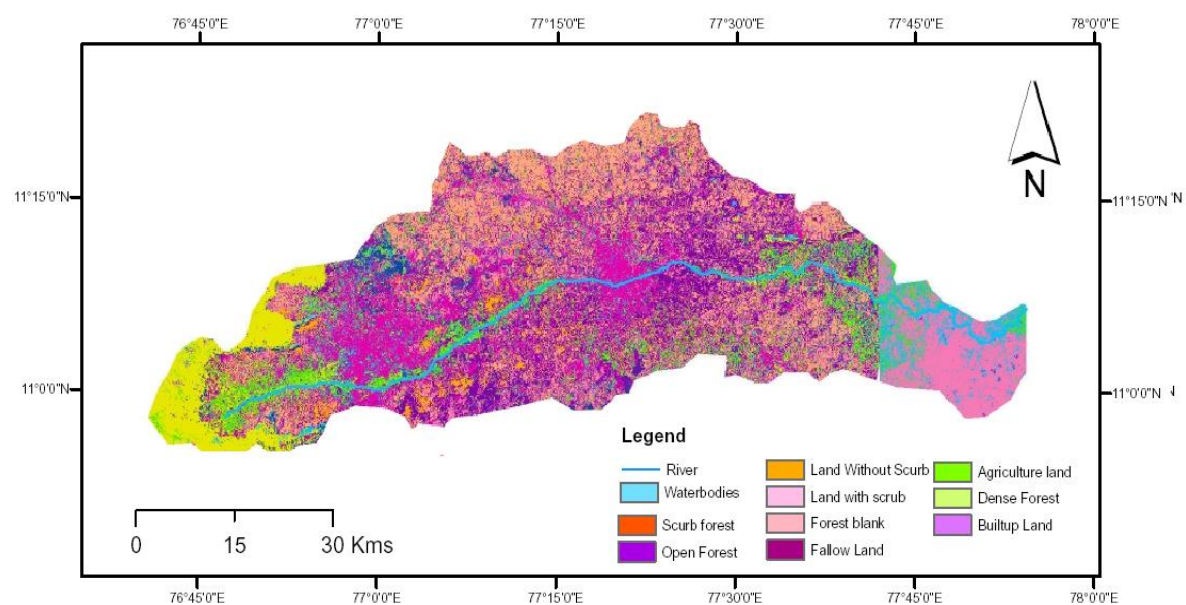 76°45'0"E 77°0'0"E 77°15'0"E 77°30'0"E 77°45'0"E 78°0'0"E
N
11°15'0"N 11°15'0"N 'N
11°0'0"N 11°0'0"N
Legend
River
Waterbodies
Scurb forest
Open Forest
Land Without Scurb
Land with scrub
Forest blank
Fallow Land
Agriculture land
Dense Forest
Builtup Land
0 15 30 Kms
76°45'0"E 77°0'0"E 77°15'0"E 77°30'0"E 77°45'0"E 78°0'0"E